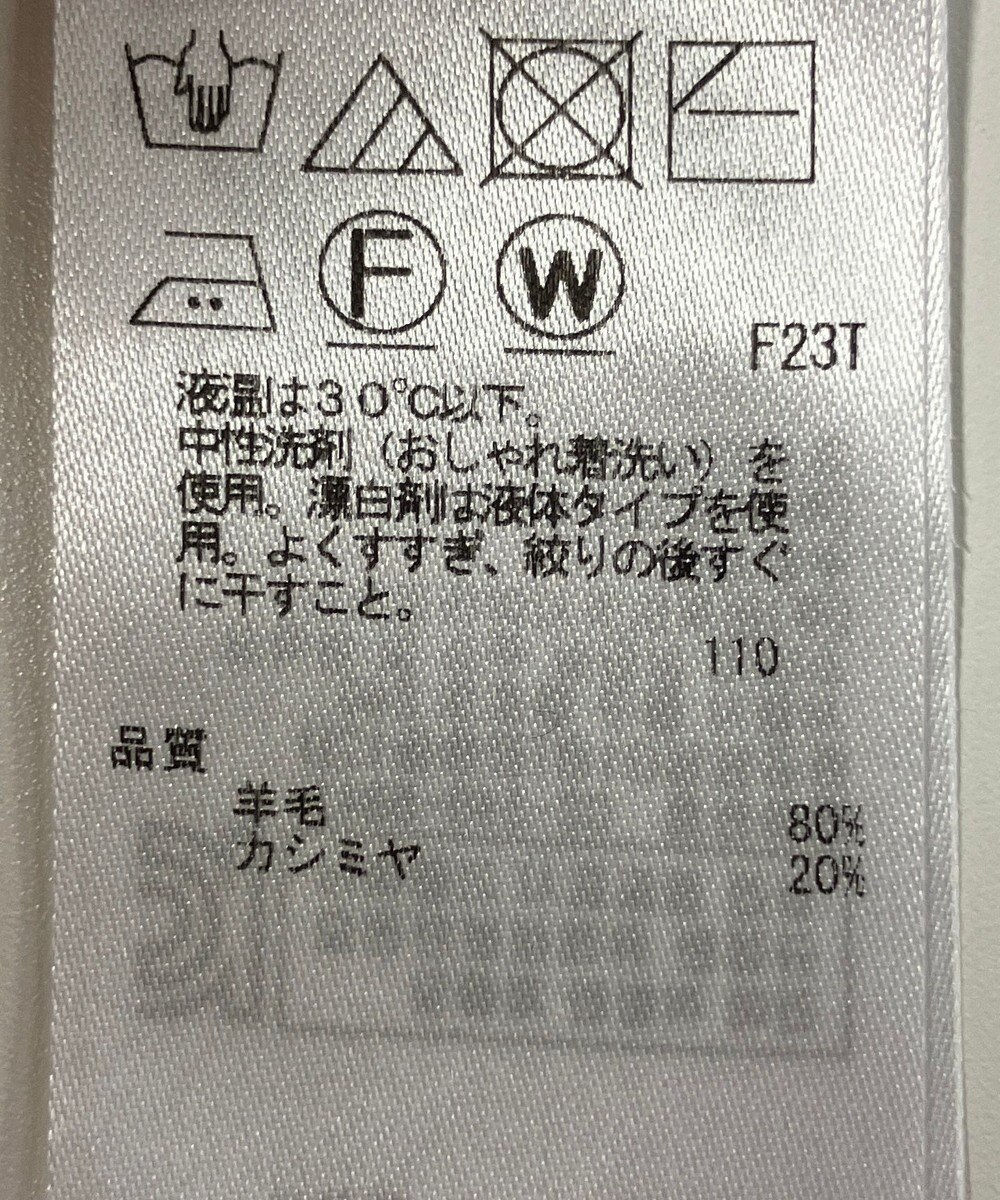 F
W
F23T
液温は30℃以下。
中性洗剤（おしゃれ着洗い）を
使用。漂白剤は液体タイプを使
用。よくすすぎ、絞りの後すぐ
に干すこと。
110
品質
羊毛 80%
カシミヤ 20%